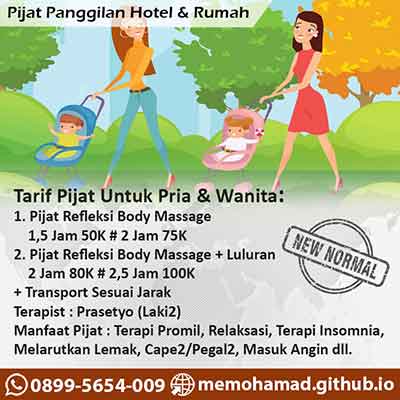 Pijat Panggilan Hotel & Rumah
Tarif Pijat Untuk Pria & Wanita:
1. Pijat Refleksi Body Massage
1,5 Jam 50K # 2 Jam 75K
2. Pijat Refleksi Body Massage + Luluran
2 Jam 80K # 2,5 Jam 100K
+ Transport Sesuai Jarak
Terapist : Prasetyo (Laki2)
Manfaat Pijat : Terapi Promil, Relaksasi, Terapi Insomnia,
Melarutkan Lemak, Cape2/Pegal2, Masuk Angin dll.
NEW NORMAL
0899-5654-009 memohamad.github.io